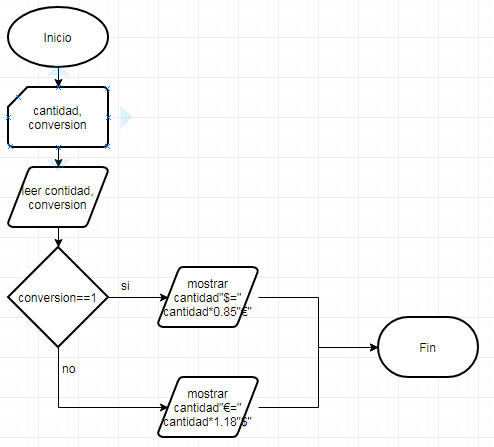 Inicio
cantidad,
conversion
leer contidad,
conversion
conversion==1
si
mostrar
cantidad"$="
cantidad*0.85"€"
Fin
no
mostrar
cantidad"€="
cantidad*1.18"$"